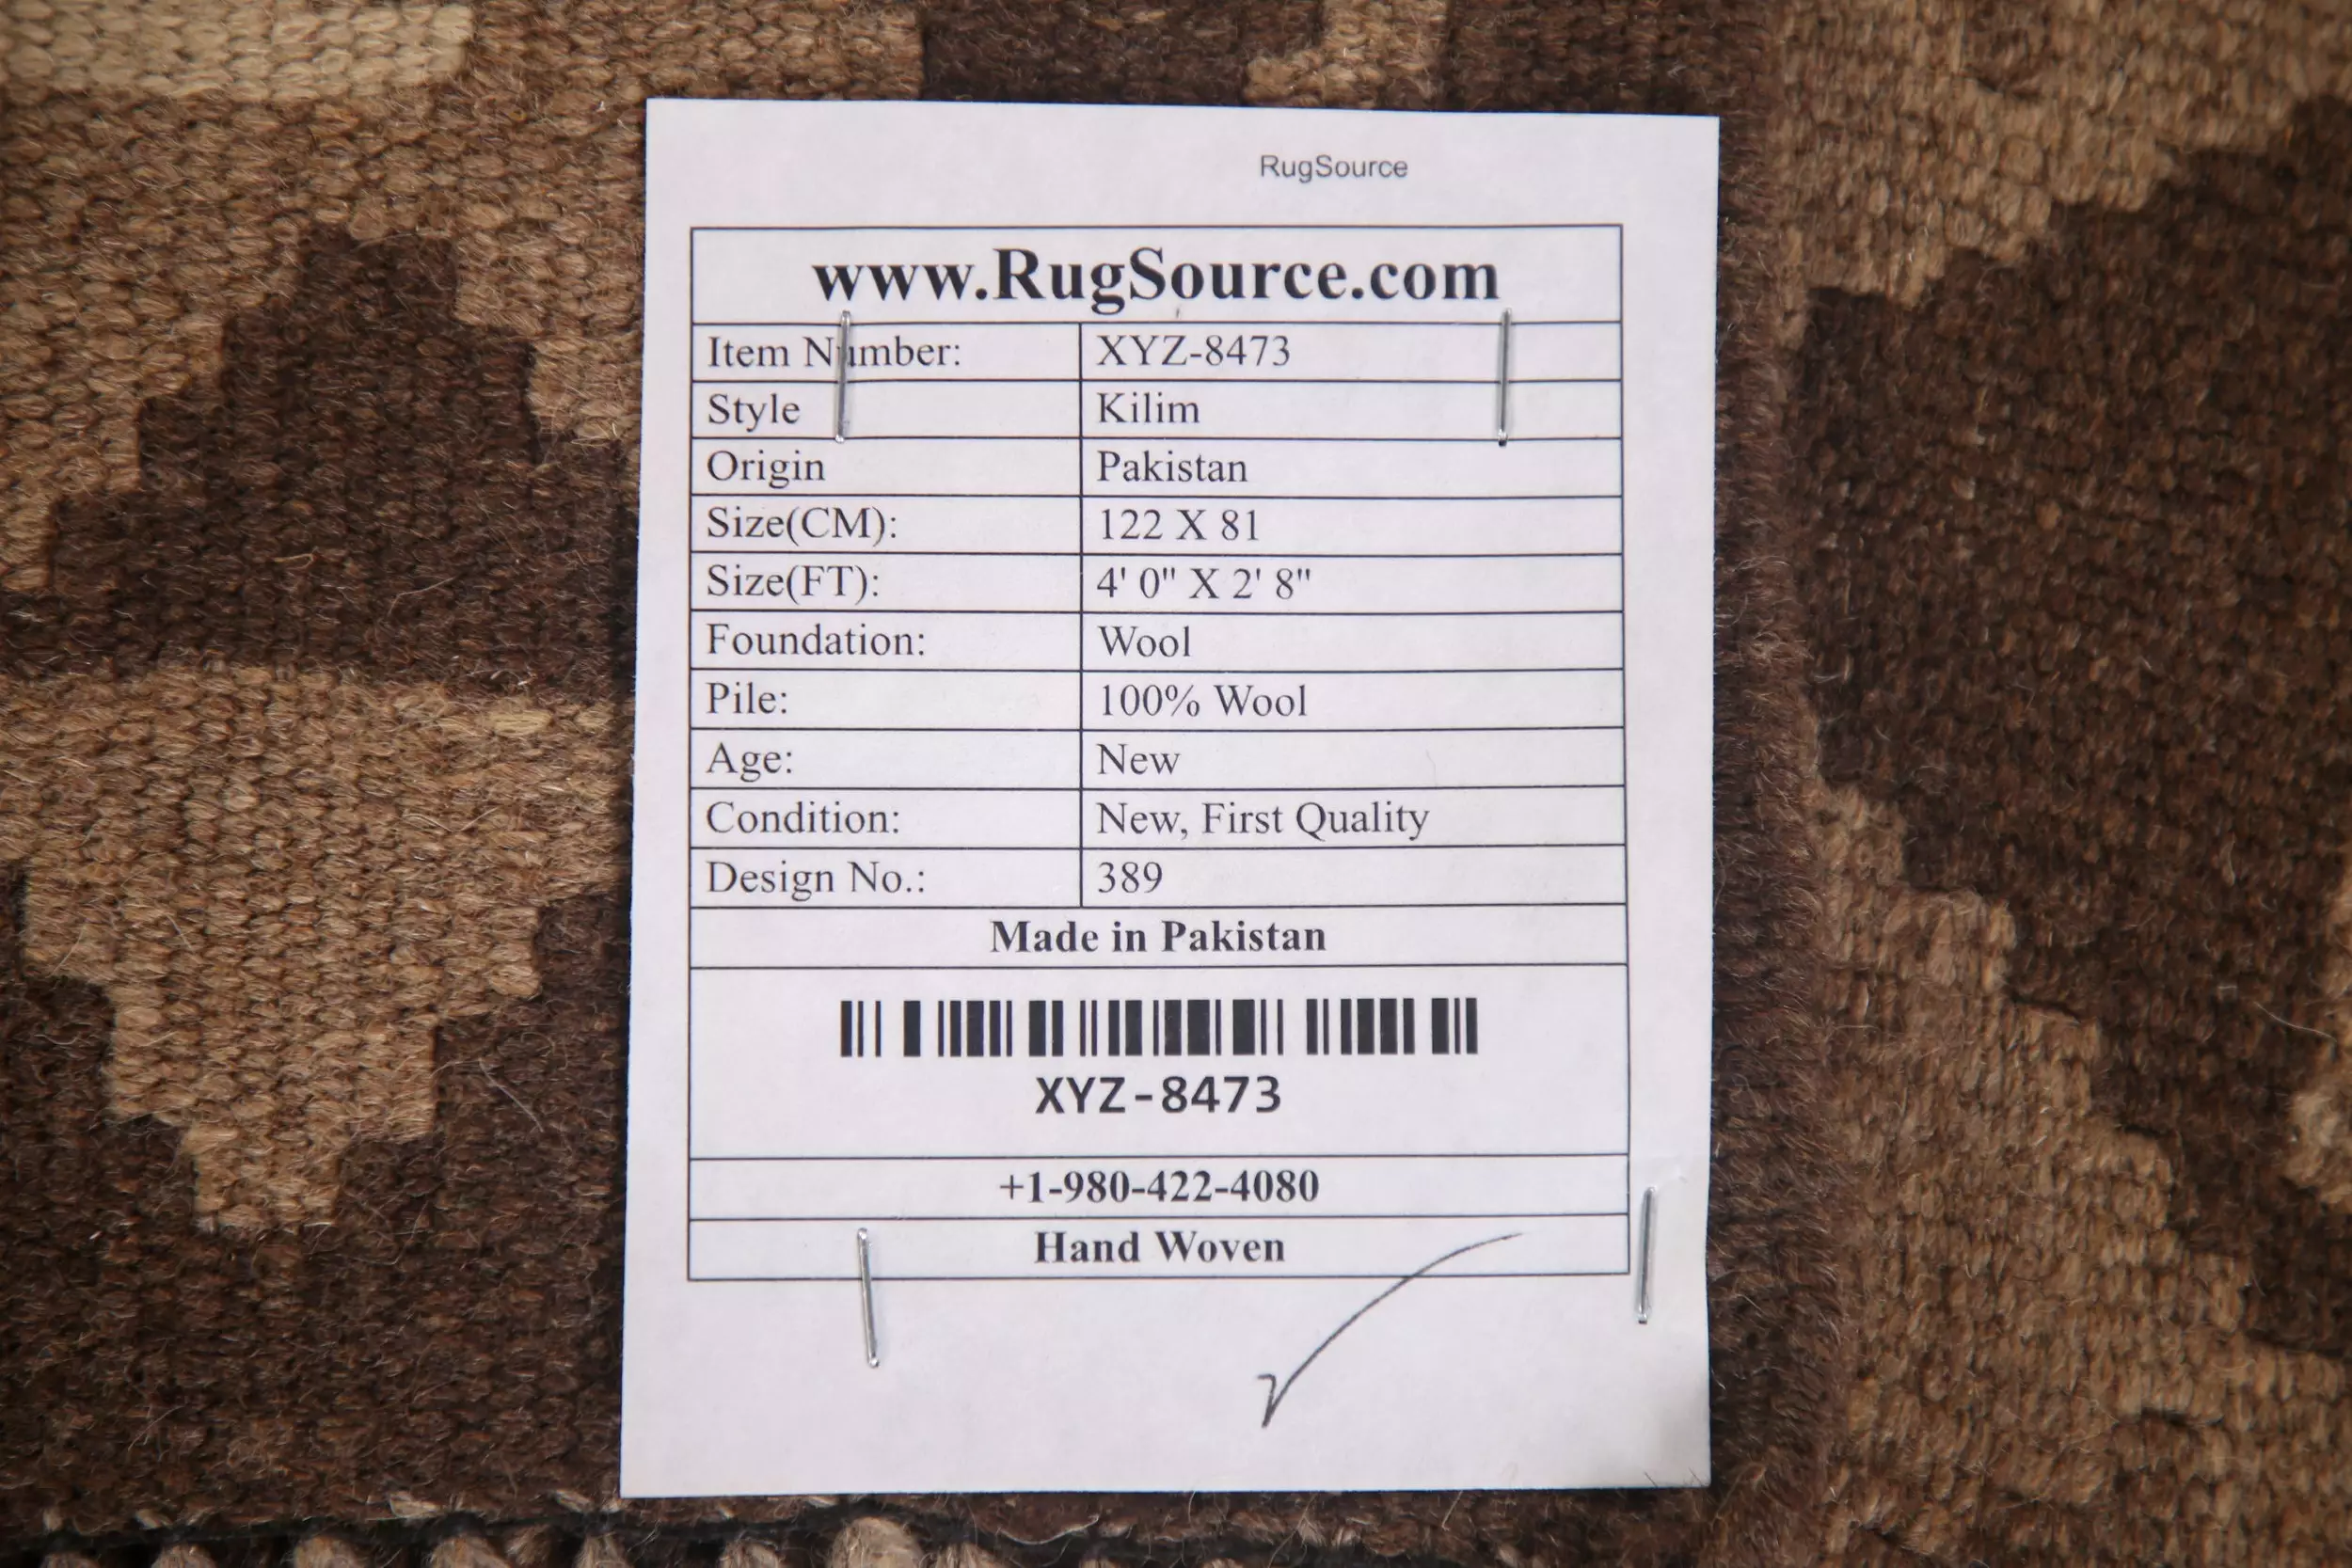 RugSource
www.RugSource.com
Item Number: XYZ-8473
Style Kilim
Origin Pakistan
Size(CM): 122 X 81
Size(FT): 4' 0" X 2' 8"
Foundation: Wool
Pile: 100% Wool
Age: New
Condition: New, First Quality
Design No.: 389
Made in Pakistan
XYZ-8473
+1-980-422-4080
Hand Woven